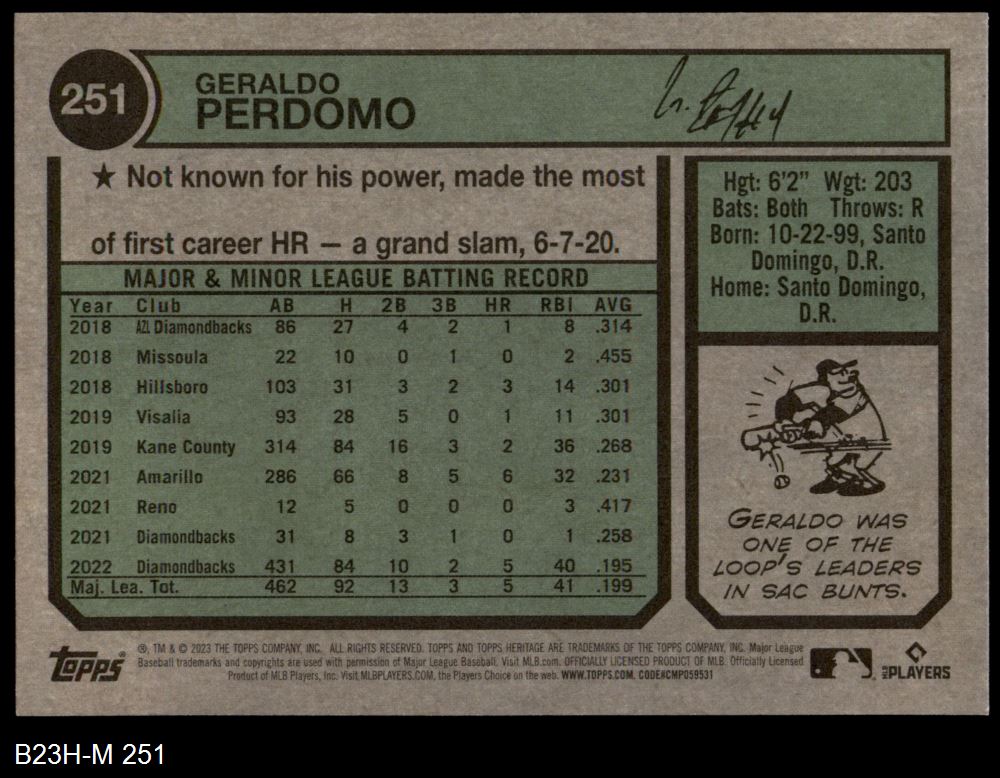 251
GERALDO
PERDOMO
★ Not known for his power, made the most
of first career HR — a grand slam, 6-7-20.
MAJOR & MINOR LEAGUE BATTING RECORD
Year Club AB H 2B 3B HR RBI AVG
2018 AZL Diamondbacks 86 27 4 2 1 8 .314
2018 Missoula 22 10 0 1 0 2 .455
2018 Hillsboro 103 31 3 2 3 14 .301
2019 Visalia 93 28 5 0 1 11 .301
2019 Kane County 314 84 16 3 2 36 .268
2021 Amarillo 286 66 8 5 6 32 .231
2021 Reno 12 5 0 0 0 3 .417
2021 Diamondbacks 31 8 3 1 0 1 .258
2022 Diamondbacks 431 84 10 2 5 40 .195
Maj. Lea. Tot. 462 92 13 3 5 41 .199
Hgt: 6'2" Wgt: 203
Bats: Both Throws: R
Born: 10-22-99, Santo
Domingo, D.R.
Home: Santo Domingo,
D.R.
GERALDO WAS
ONE OF THE
LOOP'S LEADERS
IN SAC BUNTS.
Topps
®, TM & © 2023 THE TOPPS COMPANY, INC. ALL RIGHTS RESERVED. TOPPS AND TOPPS HERITAGE ARE TRADEMARKS OF THE TOPPS COMPANY, INC. Major League
Baseball trademarks and copyrights are used with permission of Major League Baseball. Visit MLB.com. OFFICIALLY LICENSED PRODUCT OF MLB. Officially Licensed
Product of MLB Players, Inc. Visit MLBPLAYERS.COM, the Players Choice on the web. WWW.TOPPS.COM. CODE#CMP059531
MLB PLAYERS
B23H-M 251